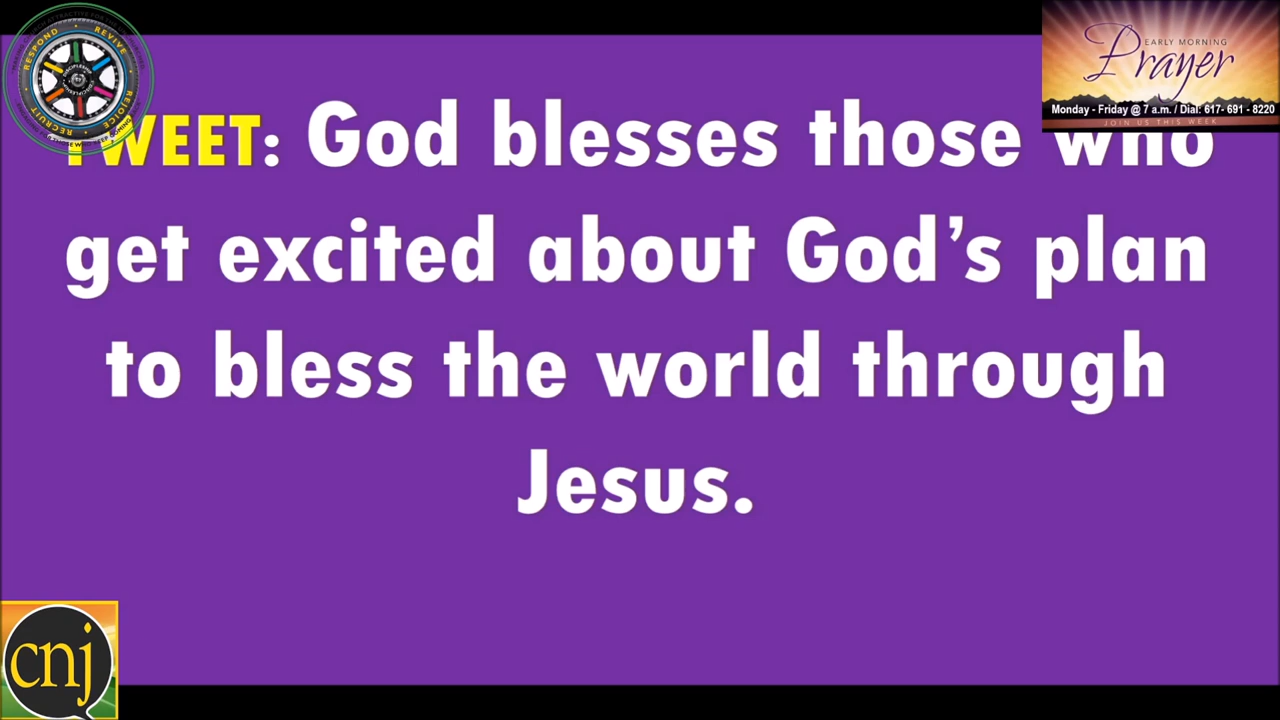 RESPOND
REVIVE
REJOICE
RECRUIT
EARLY MORNING
Prayer
Monday - Friday @ 7 a.m. / Dial: 617- 691 - 8220
JOIN US THIS WEEK
TWEET: God blesses those who
get excited about God’s plan
to bless the world through
Jesus.
cnj